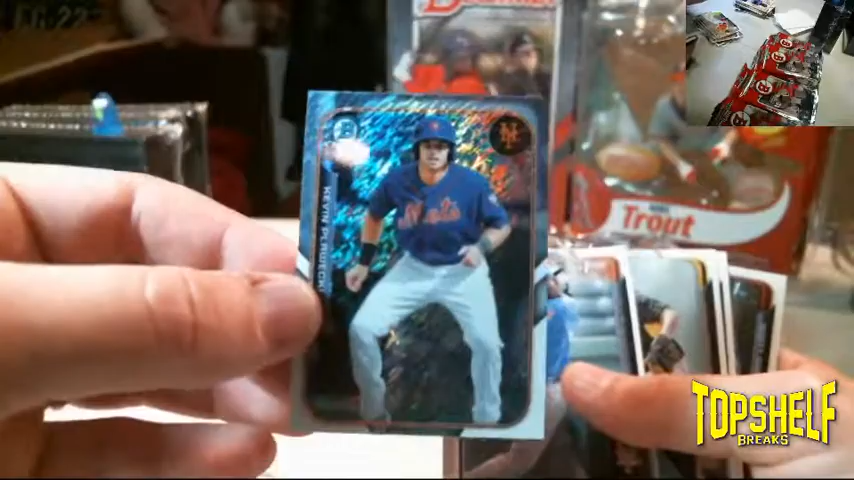 Bowman
B
KEVIN PLAWECKI
Mets
Trout
TOPSHELF
BREAKS